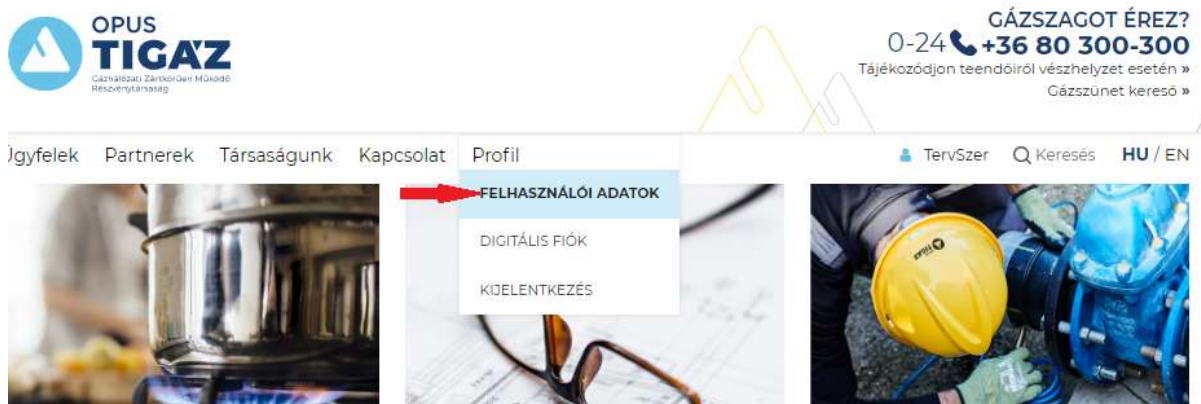 OPUS
TIGÁZ
Gázhálózati Zártkörűen Működő
Részvénytársaság
GÁZSZAGOT ÉREZ?
0-24 +36 80 300-300
Tájékozódjon teendőiről vészhelyzet esetén »
Gázszünet kereső »
Ügyfelek Partnerek Társaságunk Kapcsolat Profil TervSzer Keresés HU / EN
FELHASZNÁLÓI ADATOK
DIGITÁLIS FIÓK
KIJELENTKEZÉS